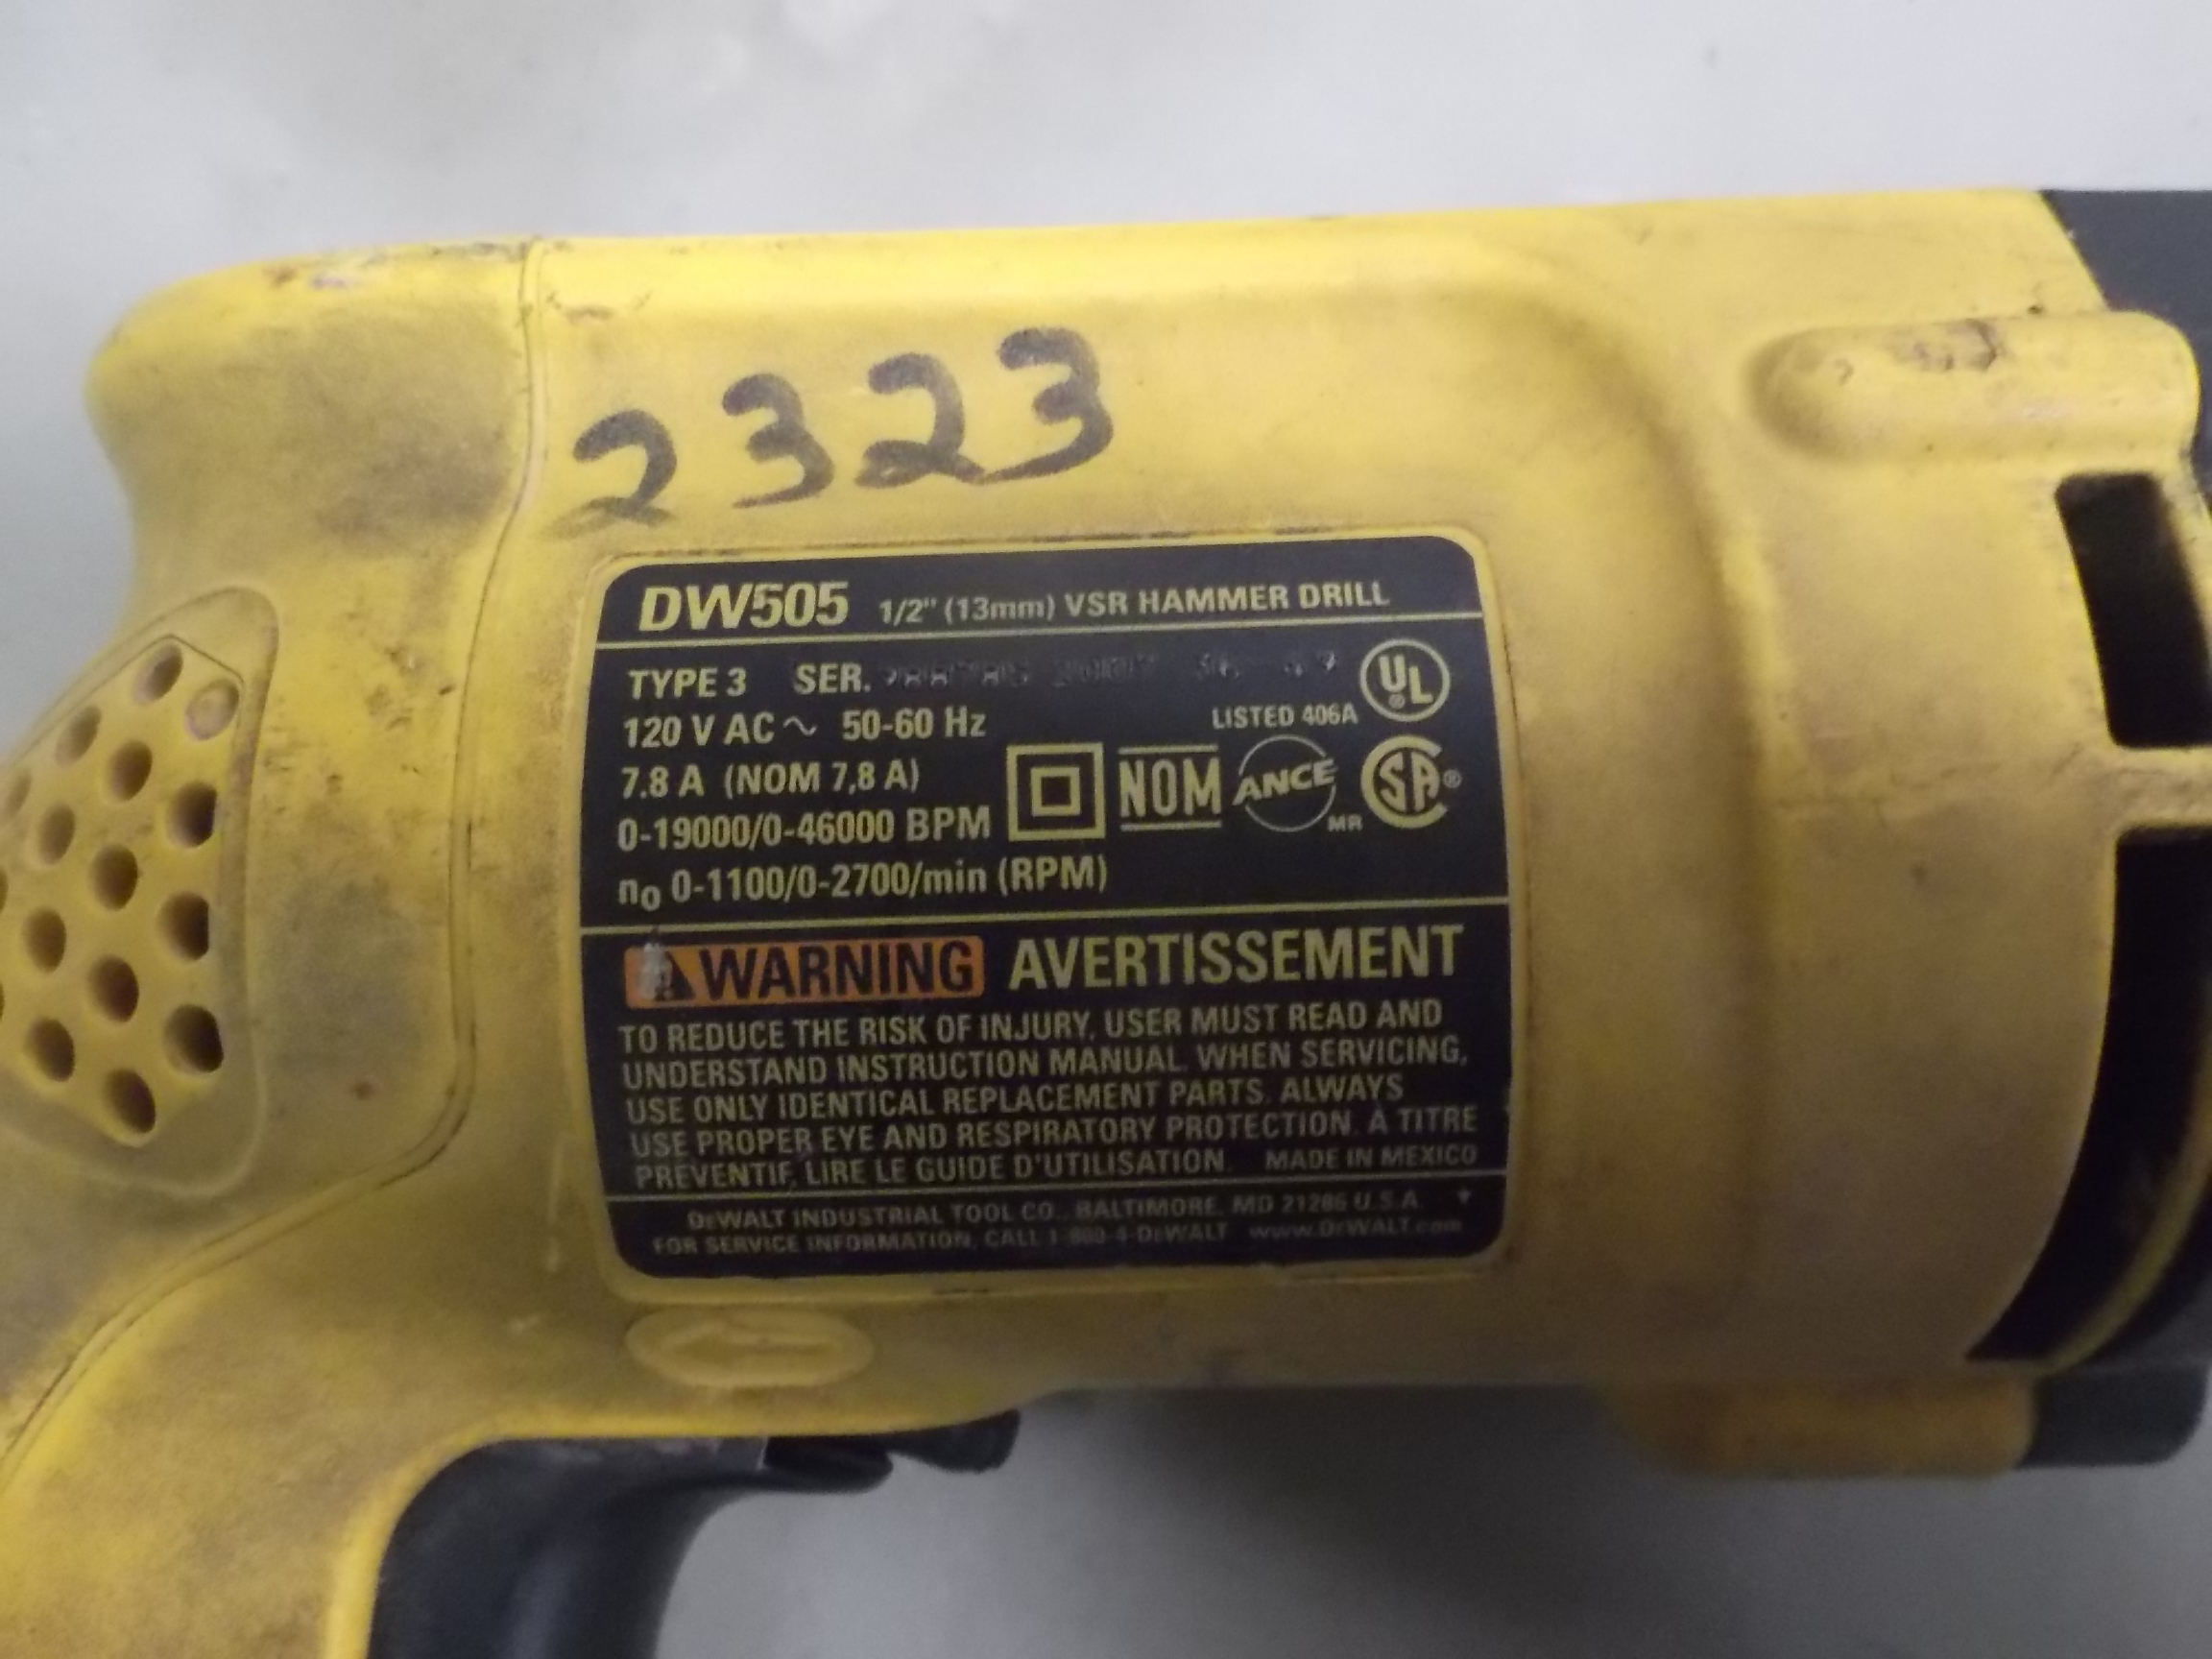 2323
DW505 1/2" (13mm) VSR HAMMER DRILL
TYPE 3 SER.
UL
®
120 V AC ~ 50-60 Hz
LISTED 406A
7.8 A (NOM 7,8 A)
NOM ANCE SA®
MR
0-19000/0-46000 BPM
no 0-1100/0-2700/min (RPM)
WARNING AVERTISSEMENT
TO REDUCE THE RISK OF INJURY, USER MUST READ AND
UNDERSTAND INSTRUCTION MANUAL. WHEN SERVICING,
USE ONLY IDENTICAL REPLACEMENT PARTS. ALWAYS
USE PROPER EYE AND RESPIRATORY PROTECTION. À TITRE
PRÉVENTIF, LIRE LE GUIDE D'UTILISATION. MADE IN MEXICO
DEWALT INDUSTRIAL TOOL CO., BALTIMORE, MD 21286 U.S.A.
FOR SERVICE INFORMATION, CALL 1-800-4-DEWALT www.DEWALT.com